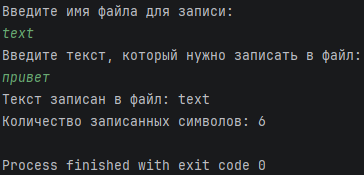 Введите имя файла для записи:
text
Введите текст, который нужно записать в файл:
привет
Текст записан в файл: text
Количество записанных символов: 6
Process finished with exit code 0